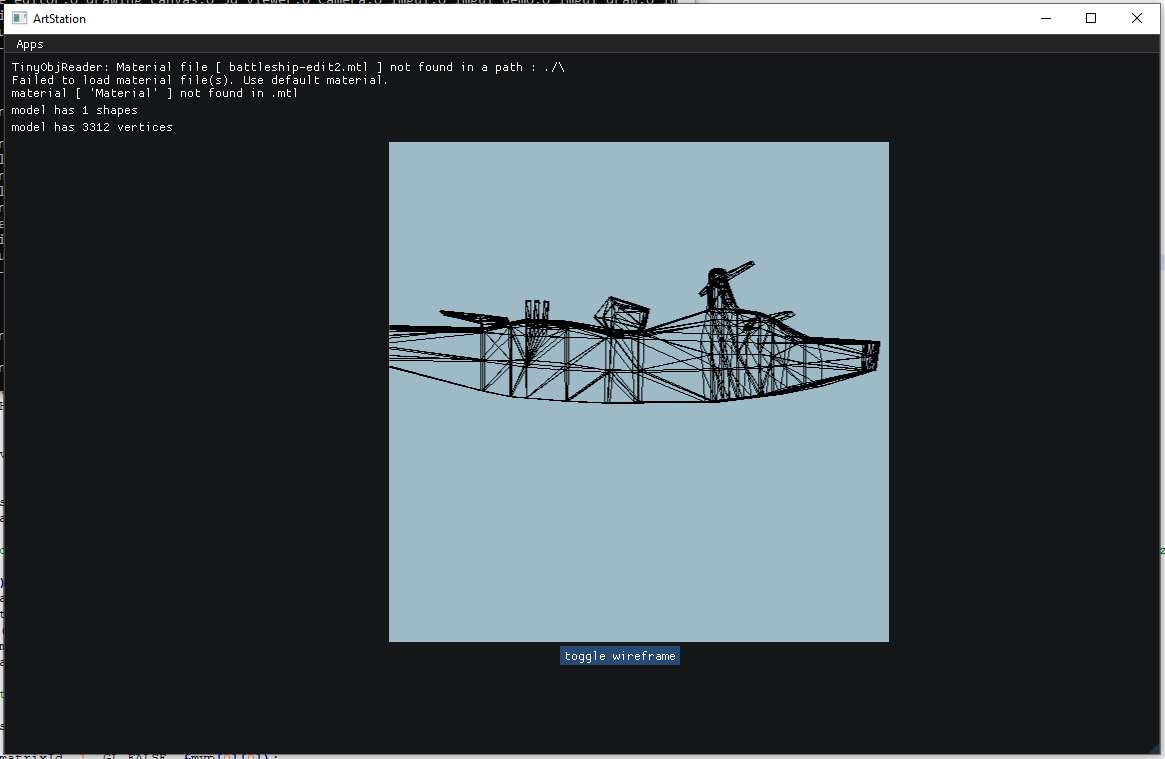 ArtStation
Apps
TinyObjReader: Material file [ battleship-edit2.mtl ] not found in a path : ./\
Failed to load material file(s). Use default material.
material [ 'Material' ] not found in .mtl
model has 1 shapes
model has 3312 vertices
toggle wireframe